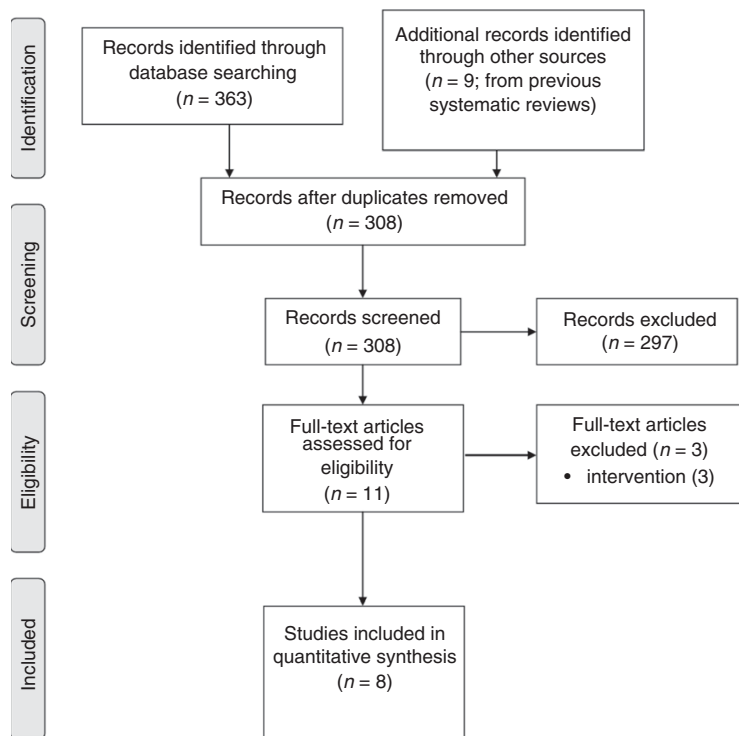 Identification
Records identified through
database searching
(n = 363)
Additional records identified
through other sources
(n = 9; from previous
systematic reviews)
Records after duplicates removed
(n = 308)
Screening
Records screened
(n = 308)
Records excluded
(n = 297)
Eligibility
Full-text articles
assessed for
eligibility
(n = 11)
Full-text articles
excluded (n = 3)
• intervention (3)
Included
Studies included in
quantitative synthesis
(n = 8)